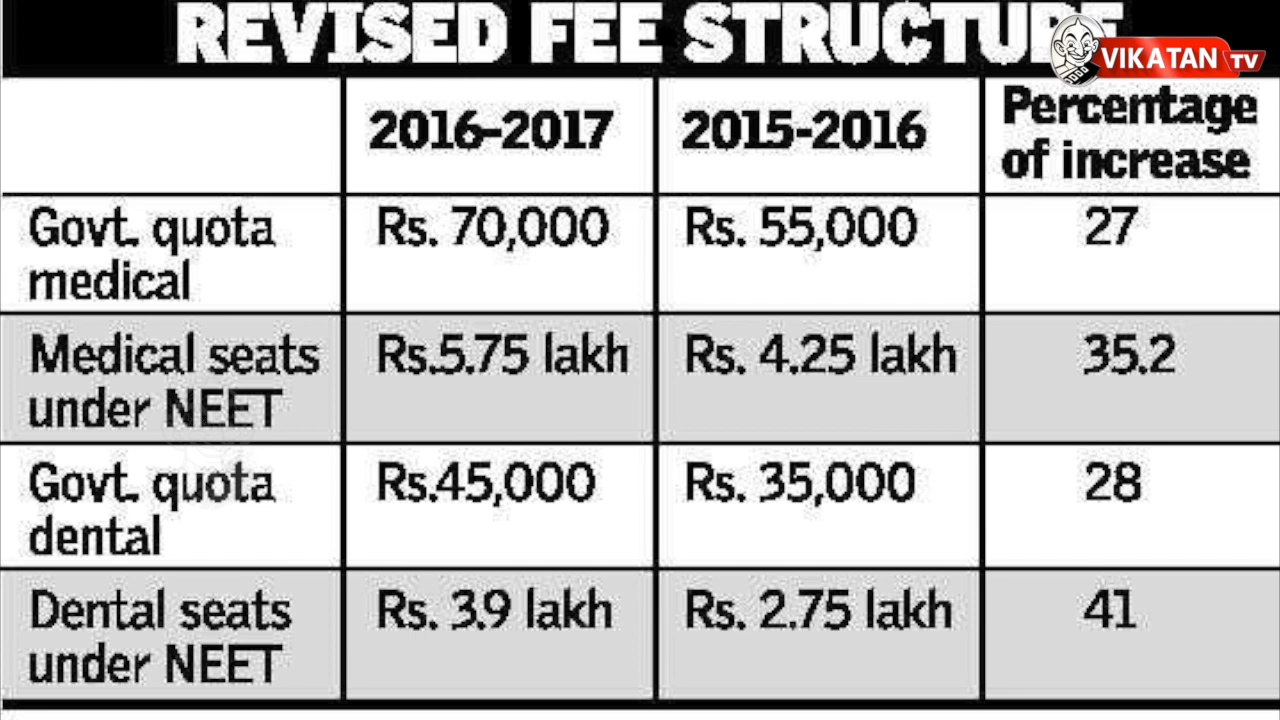 REVISED FEE STRUCTURE
VIKATAN TV
2016-2017 2015-2016 Percentage
of increase
Govt. quota Rs. 70,000 Rs. 55,000 27
medical
Medical seats Rs.5.75 lakh Rs. 4.25 lakh 35.2
under NEET
Govt. quota Rs.45,000 Rs. 35,000 28
dental
Dental seats Rs. 3.9 lakh Rs. 2.75 lakh 41
under NEET